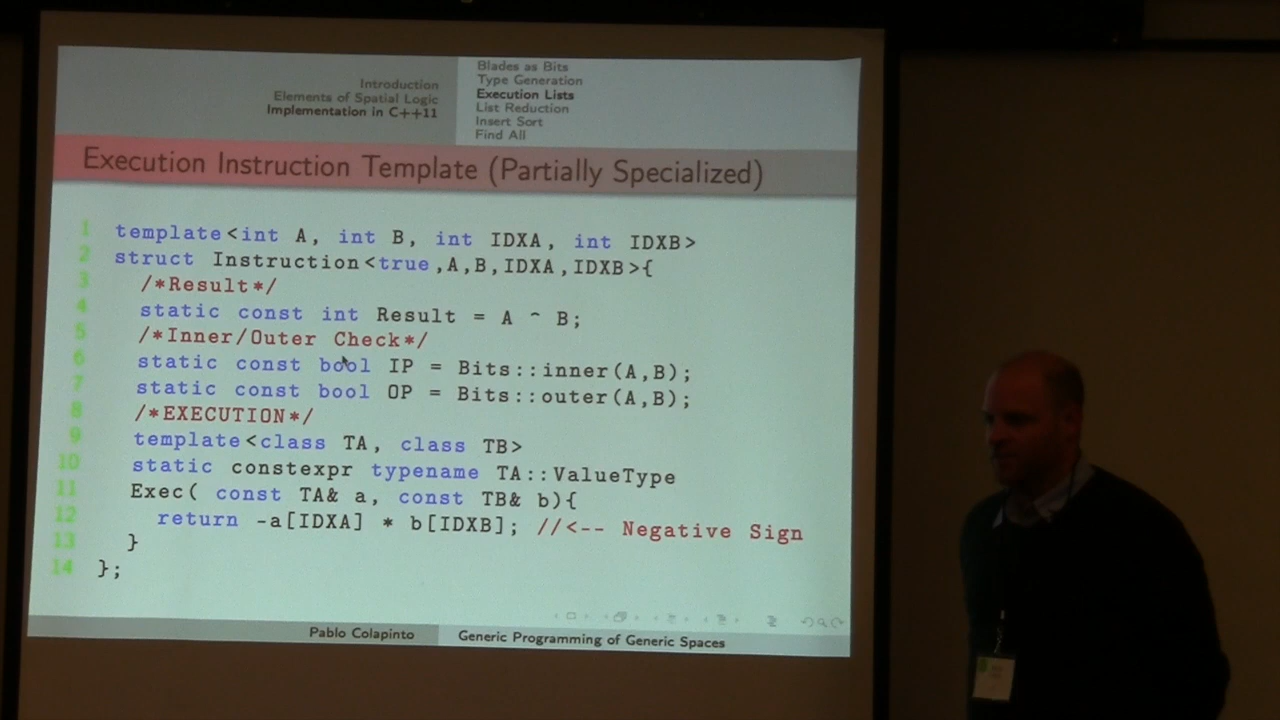 Introduction
Elements of Spatial Logic
Implementation in C++11
Blades as Bits
Type Generation
Execution Lists
List Reduction
Insert Sort
Find All
Execution Instruction Template (Partially Specialized)
1 template<int A, int B, int IDXA, int IDXB>
2 struct Instruction<true,A,B,IDXA,IDXB>{
3 /*Result*/
4 static const int Result = A ^ B;
5 /*Inner/Outer Check*/
6 static const bool IP = Bits::inner(A,B);
7 static const bool OP = Bits::outer(A,B);
8 /*EXECUTION*/
9 template<class TA, class TB>
10 static constexpr typename TA::ValueType
11 Exec( const TA& a, const TB& b){
12 return -a[IDXA] * b[IDXB]; //<-- Negative Sign
13 }
14 };
Pablo Colapinto
Generic Programming of Generic Spaces